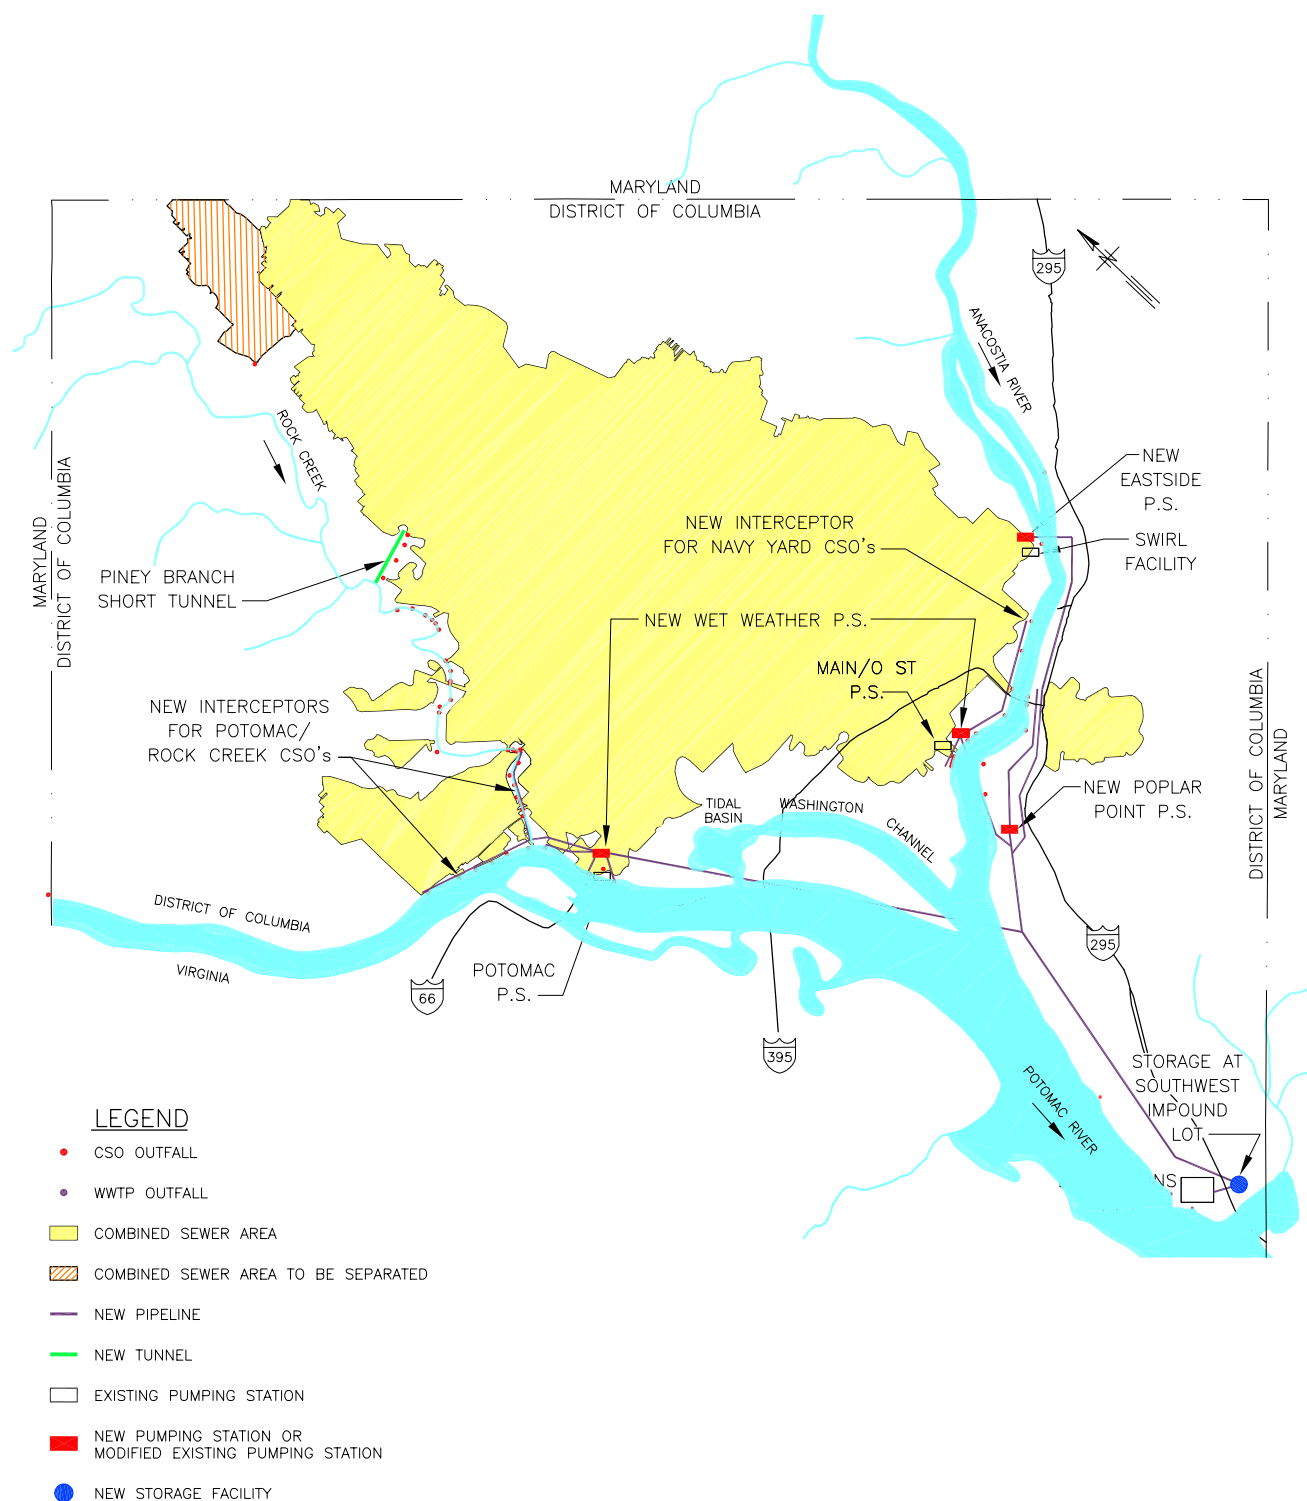 MARYLAND
DISTRICT OF COLUMBIA
295
N
ANACOSTIA RIVER
ROCK CREEK
MARYLAND
DISTRICT OF COLUMBIA
NEW
EASTSIDE
P.S.
NEW INTERCEPTOR
FOR NAVY YARD CSO's
SWIRL
FACILITY
PINEY BRANCH
SHORT TUNNEL
NEW WET WEATHER P.S.
MAIN/O ST
P.S.
NEW INTERCEPTORS
FOR POTOMAC/
ROCK CREEK CSO's
DISTRICT OF COLUMBIA
MARYLAND
TIDAL
BASIN
WASHINGTON
CHANNEL
NEW POPLAR
POINT P.S.
DISTRICT OF COLUMBIA
VIRGINIA
POTOMAC
P.S.
66
295
395
STORAGE AT
SOUTHWEST
IMPOUND
LOT
POTOMAC RIVER
NS
LEGEND
CSO OUTFALL
WWTP OUTFALL
COMBINED SEWER AREA
COMBINED SEWER AREA TO BE SEPARATED
NEW PIPELINE
NEW TUNNEL
EXISTING PUMPING STATION
NEW PUMPING STATION OR
MODIFIED EXISTING PUMPING STATION
NEW STORAGE FACILITY